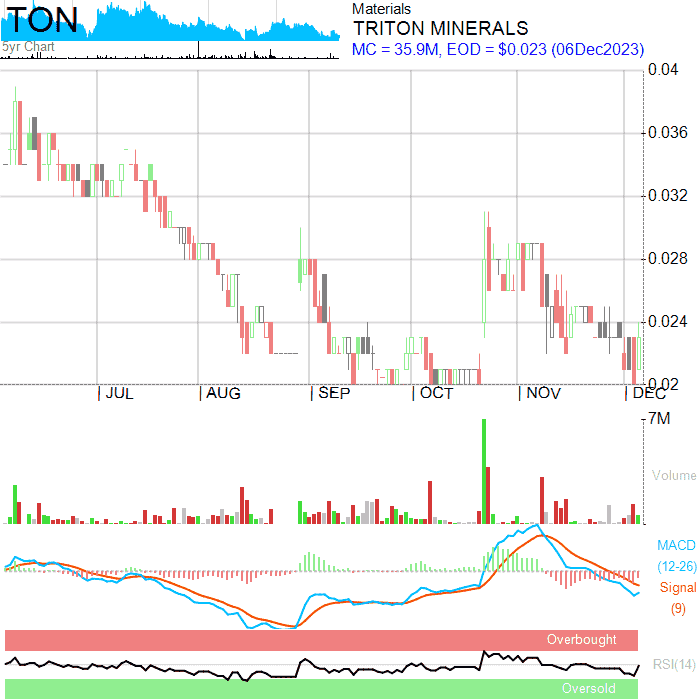 TON
5yr Chart
Materials
TRITON MINERALS
MC = 35.9M, EOD = $0.023 (06Dec2023)
0.04
0.036
0.032
0.028
0.024
0.02
JUL AUG SEP OCT NOV DEC
7M
Volume
MACD
(12-26)
Signal
(9)
Overbought
RSI(14)
Oversold